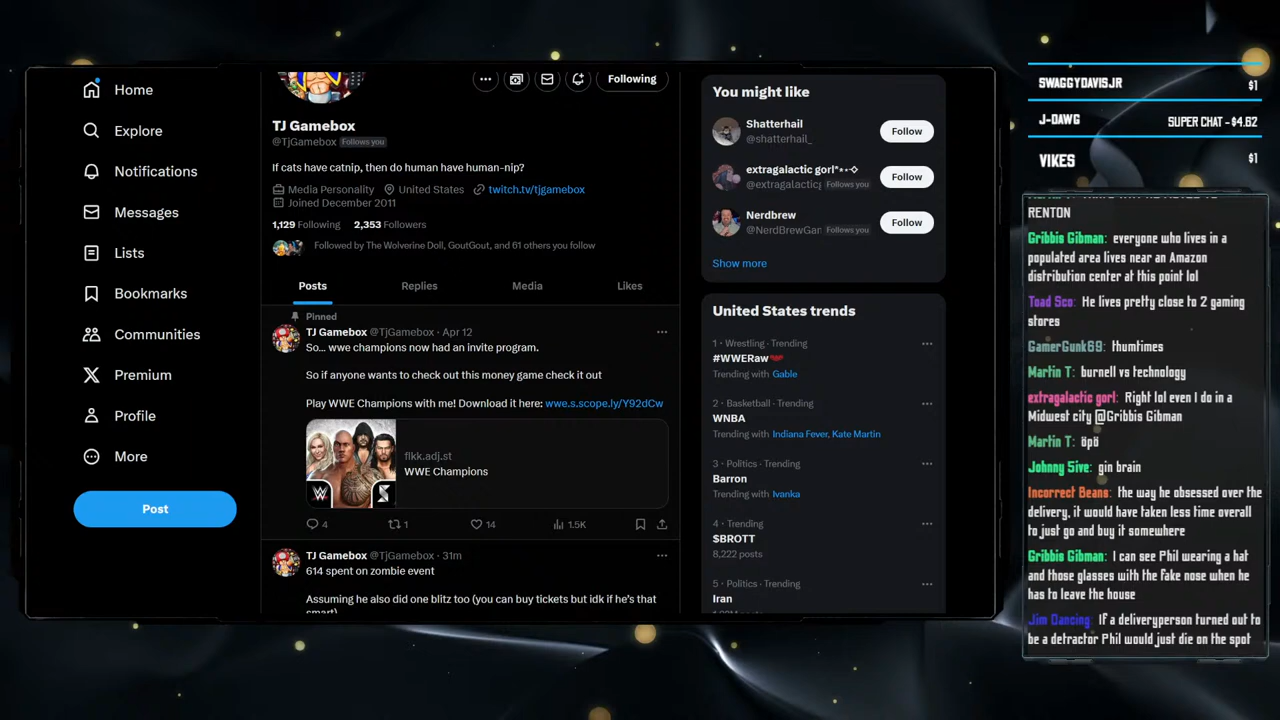 Home
Explore
Notifications
Messages
Lists
Bookmarks
Communities
Premium
Profile
More
Post
Following
TJ Gamebox
@TjGamebox Follows you
If cats have catnip, then do human have human-nip?
Media Personality United States twitch.tv/tjgamebox
Joined December 2011
1,129 Following 2,353 Followers
Followed by The Wolverine Doll, GoutGout, and 61 others you follow
Posts Replies Media Likes
Pinned
TJ Gamebox @TjGamebox · Apr 12
So... wwe champions now had an invite program.
So if anyone wants to check out this money game check it out
Play WWE Champions with me! Download it here: wwe.s.scope.ly/Y92dCw
flkk.adj.st
WWE Champions
4 1 14 1.5K
TJ Gamebox @TjGamebox · 31m
614 spent on zombie event
Assuming he also did one blitz too (you can buy tickets but idk if he's that
smart)
You might like
Shatterhail
@shatterhail_
Follow
extragalactic gorl
@extragalactic Follows you
Follow
Nerdbrew
@NerdBrewGar Follows you
Follow
Show more
United States trends
1 · Wrestling · Trending
#WWERaw
Trending with Gable
2 · Basketball · Trending
WNBA
Trending with Indiana Fever, Kate Martin
3 · Politics · Trending
Barron
Trending with Ivanka
4 · Trending
$BROTT
8,222 posts
5 · Politics · Trending
Iran
SWAGGYDAVISJR $1
J-DAWG SUPER CHAT - $4.62
VIKES $1
RENTON
Gribbis Gibman: everyone who lives in a
populated area lives near an Amazon
distribution center at this point lol
Toad Sco: He lives pretty close to 2 gaming
stores
GamerGunk69: thumtimes
Martin T: burnell vs technology
extragalactic gorl: Right lol even I do in a
Midwest city @Gribbis Gibman
Martin T: öpö
Johnny 5ive: gin brain
Incorrect Beans: the way he obsessed over the
delivery, it would have taken less time overall
to just go and buy it somewhere
Gribbis Gibman: I can see Phil wearing a hat
and those glasses with the fake nose when he
has to leave the house
Jim Dancing: If a deliveryperson turned out to
be a detractor Phil would just die on the spot